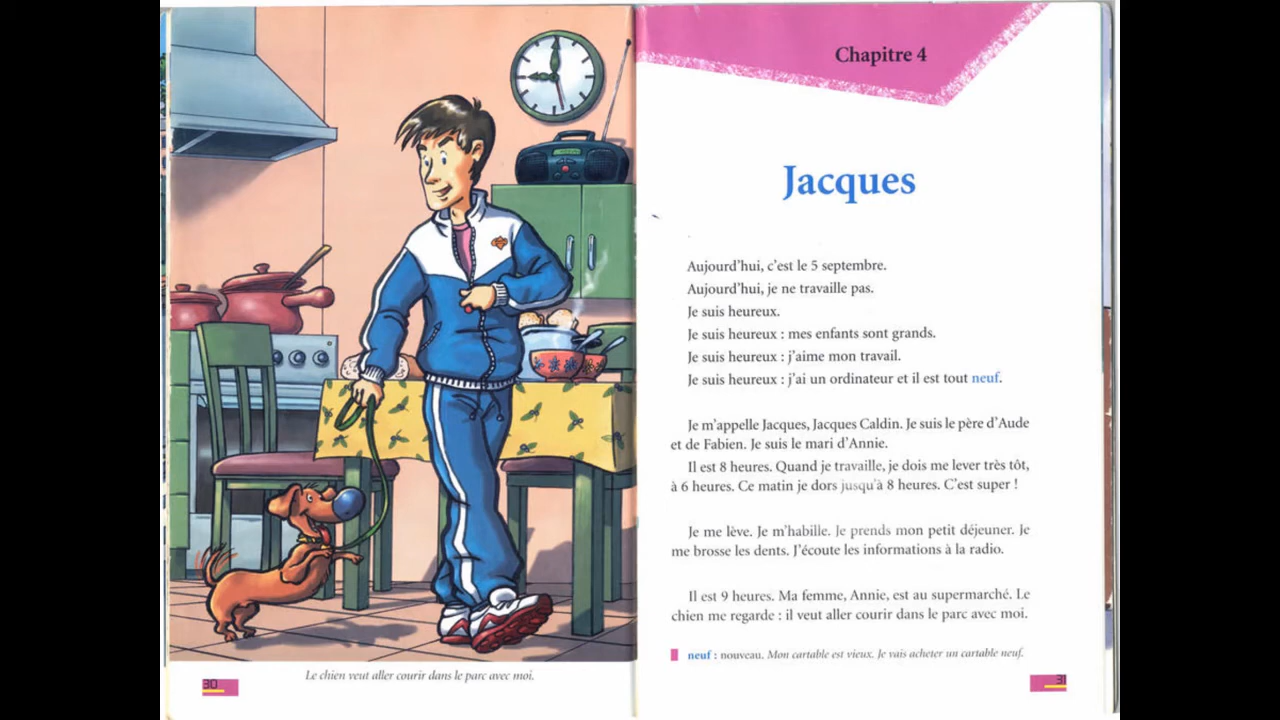 Le chien veut aller courir dans le parc avec moi.
30
Chapitre 4
Jacques
Aujourd'hui, c'est le 5 septembre.
Aujourd'hui, je ne travaille pas.
Je suis heureux.
Je suis heureux : mes enfants sont grands.
Je suis heureux : j'aime mon travail.
Je suis heureux : j'ai un ordinateur et il est tout neuf.
Je m'appelle Jacques, Jacques Caldin. Je suis le père d'Aude
et de Fabien. Je suis le mari d'Annie.
Il est 8 heures. Quand je travaille, je dois me lever très tôt,
à 6 heures. Ce matin je dors jusqu'à 8 heures. C'est super !
Je me lève. Je m'habille. Je prends mon petit déjeuner. Je
me brosse les dents. J'écoute les informations à la radio.
Il est 9 heures. Ma femme, Annie, est au supermarché. Le
chien me regarde : il veut aller courir dans le parc avec moi.
neuf : nouveau. Mon cartable est vieux. Je vais acheter un cartable neuf.
31